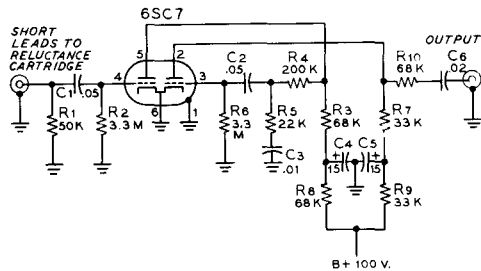 6SC7
SHORT
LEADS TO
RELUCTANCE
CARTRIDGE
OUTPUT
5
2
C1
.05
4
3
C2
.05
R4
200 K
R10
68 K
C6
.02
6
1
R1
50K
R2
3.3 M
R6
3.3
M
R5
22 K
R3
68K
R7
33 K
C3
.01
+
C4
15
C5
+
15
R8
68K
R9
33 K
B+ 100 V.